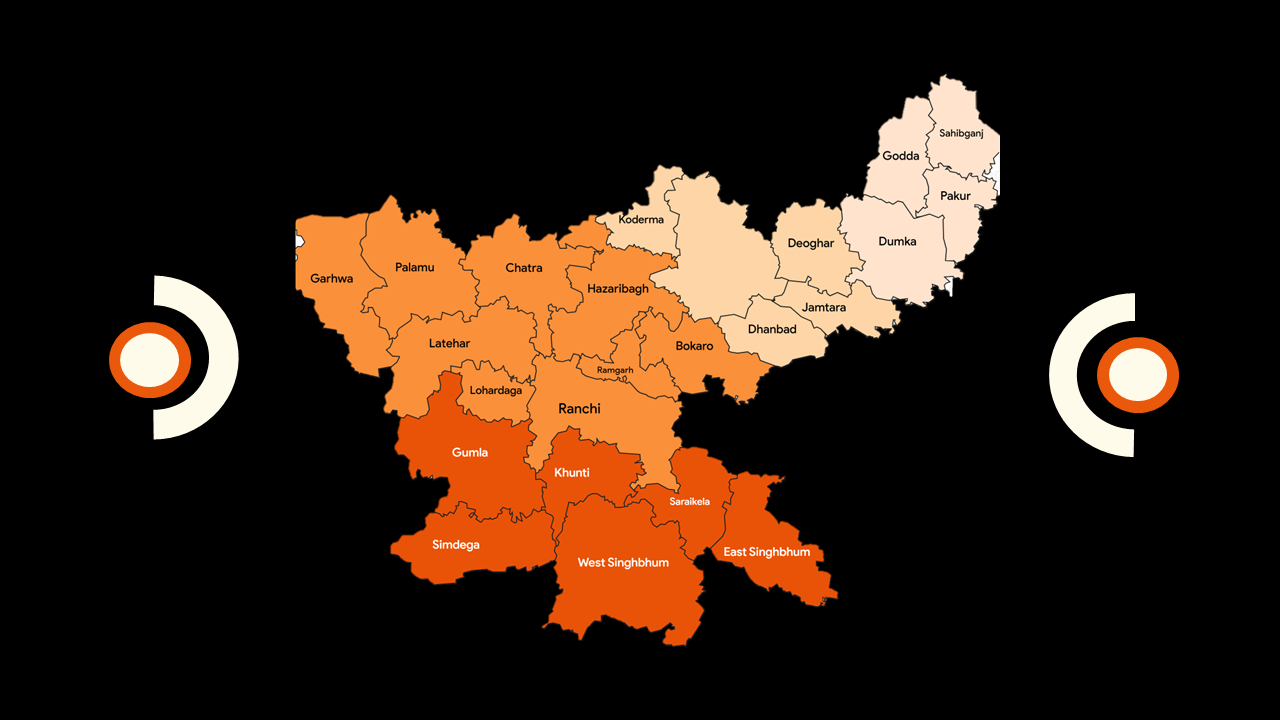 Sahibganj
Godda
Pakur
Koderma
Deoghar
Dumka
Garhwa
Palamu
Chatra
Hazaribagh
Jamtara
Dhanbad
Latehar
Bokaro
Ramgarh
Lohardaga
Ranchi
Gumla
Khunti
Saraikela
Simdega
East Singhbhum
West Singhbhum